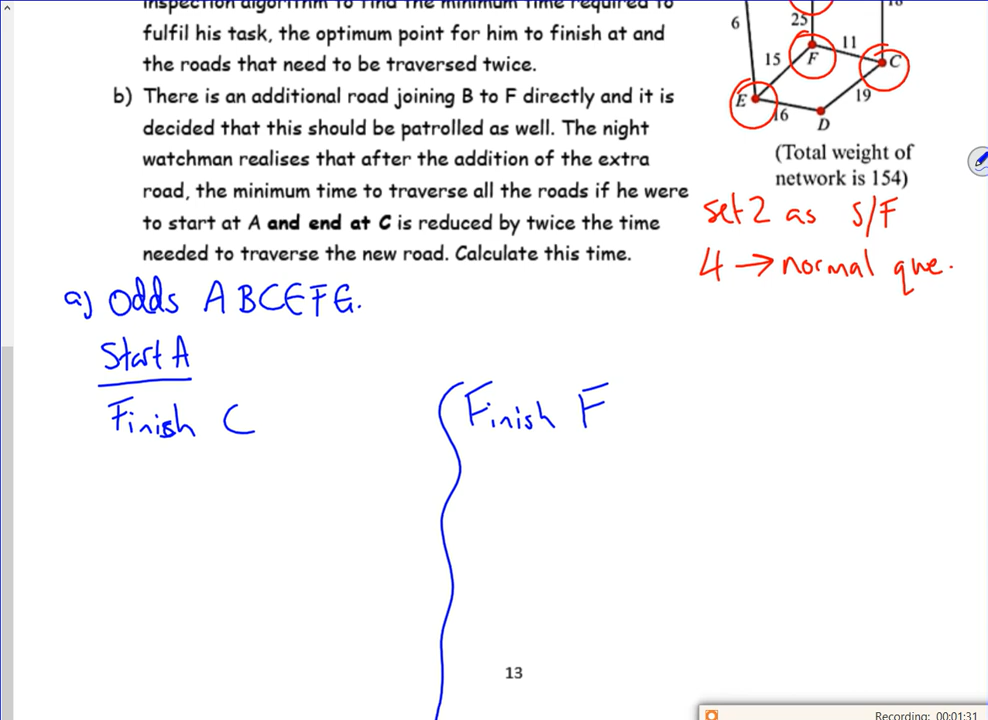 inspection algorithm to find the minimum time required to
fulfil his task, the optimum point for him to finish at and
the roads that need to be traversed twice.
b) There is an additional road joining B to F directly and it is
decided that this should be patrolled as well. The night
watchman realises that after the addition of the extra
road, the minimum time to traverse all the roads if he were
to start at A and end at C is reduced by twice the time
needed to traverse the new road. Calculate this time.
6
25
15
F
11
C
E
16
19
D
(Total weight of
network is 154)
set 2 as S/F
4 → normal que.
a) Odds A B C E F G.
Start A
Finish C
Finish F
13
Recording: 00:01:31